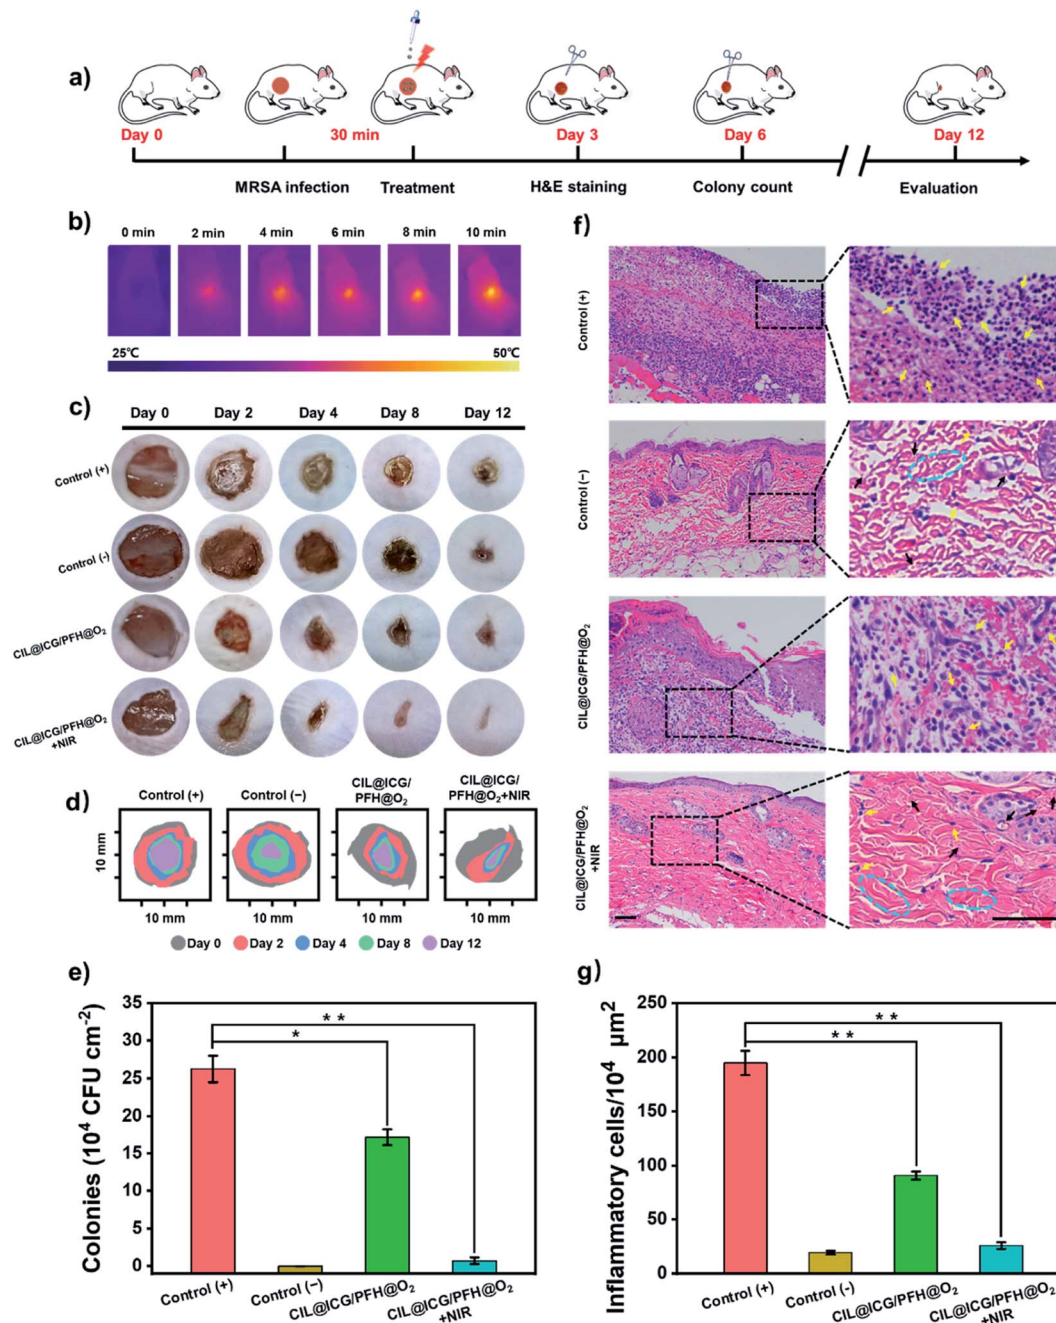 a)
Day 0
30 min
Day 3
Day 6
Day 12
MRSA infection
Treatment
H&E staining
Colony count
Evaluation
b)
0 min
2 min
4 min
6 min
8 min
10 min
25℃
50℃
c)
Day 0
Day 2
Day 4
Day 8
Day 12
Control (+)
Control (-)
CIL@ICG/PFH@O₂
CIL@ICG/PFH@O₂
+NIR
d)
Control (+)
Control (−)
CIL@ICG/
PFH@O₂
CIL@ICG/
PFH@O₂+NIR
10 mm
10 mm
10 mm
10 mm
10 mm
Day 0
Day 2
Day 4
Day 8
Day 12
e)
Colonies (10⁴ CFU cm⁻²)
35
30
25
20
15
10
5
0
* *
*
Control (+)
Control (−)
CIL@ICG/PFH@O₂
CIL@ICG/PFH@O₂
+NIR
f)
Control (+)
Control (−)
CIL@ICG/PFH@O₂
CIL@ICG/PFH@O₂
+NIR
g)
Inflammatory cells/10⁴ μm²
250
200
150
100
50
0
* *
* *
Control (+)
Control (-)
CIL@ICG/PFH@O₂
CIL@ICG/PFH@O₂
+NIR